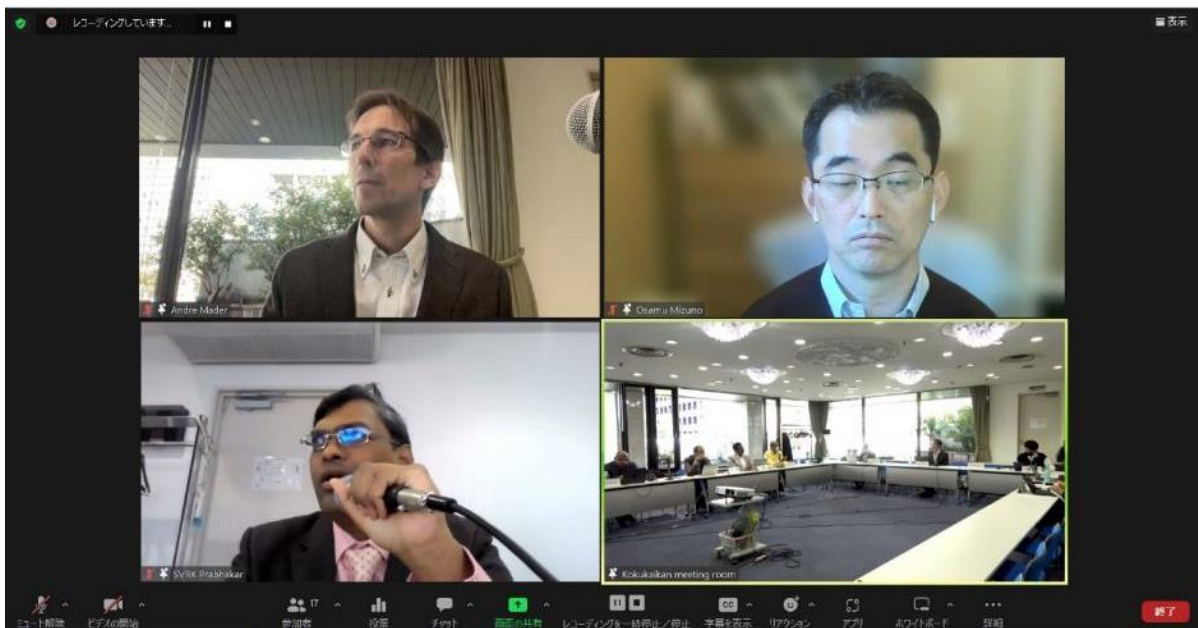 レコーディングしています...
表示
Andre Mader
Osamu Mizuno
SVRK Prabhakar
Kokukaikan meeting room
ミュート解除
ビデオの開始
17
参加者
投票
チャット
画面の共有
レコーディングを一時停止/停止
CC
字幕を表示
リアクション
アプリ
ホワイトボード
詳細
終了